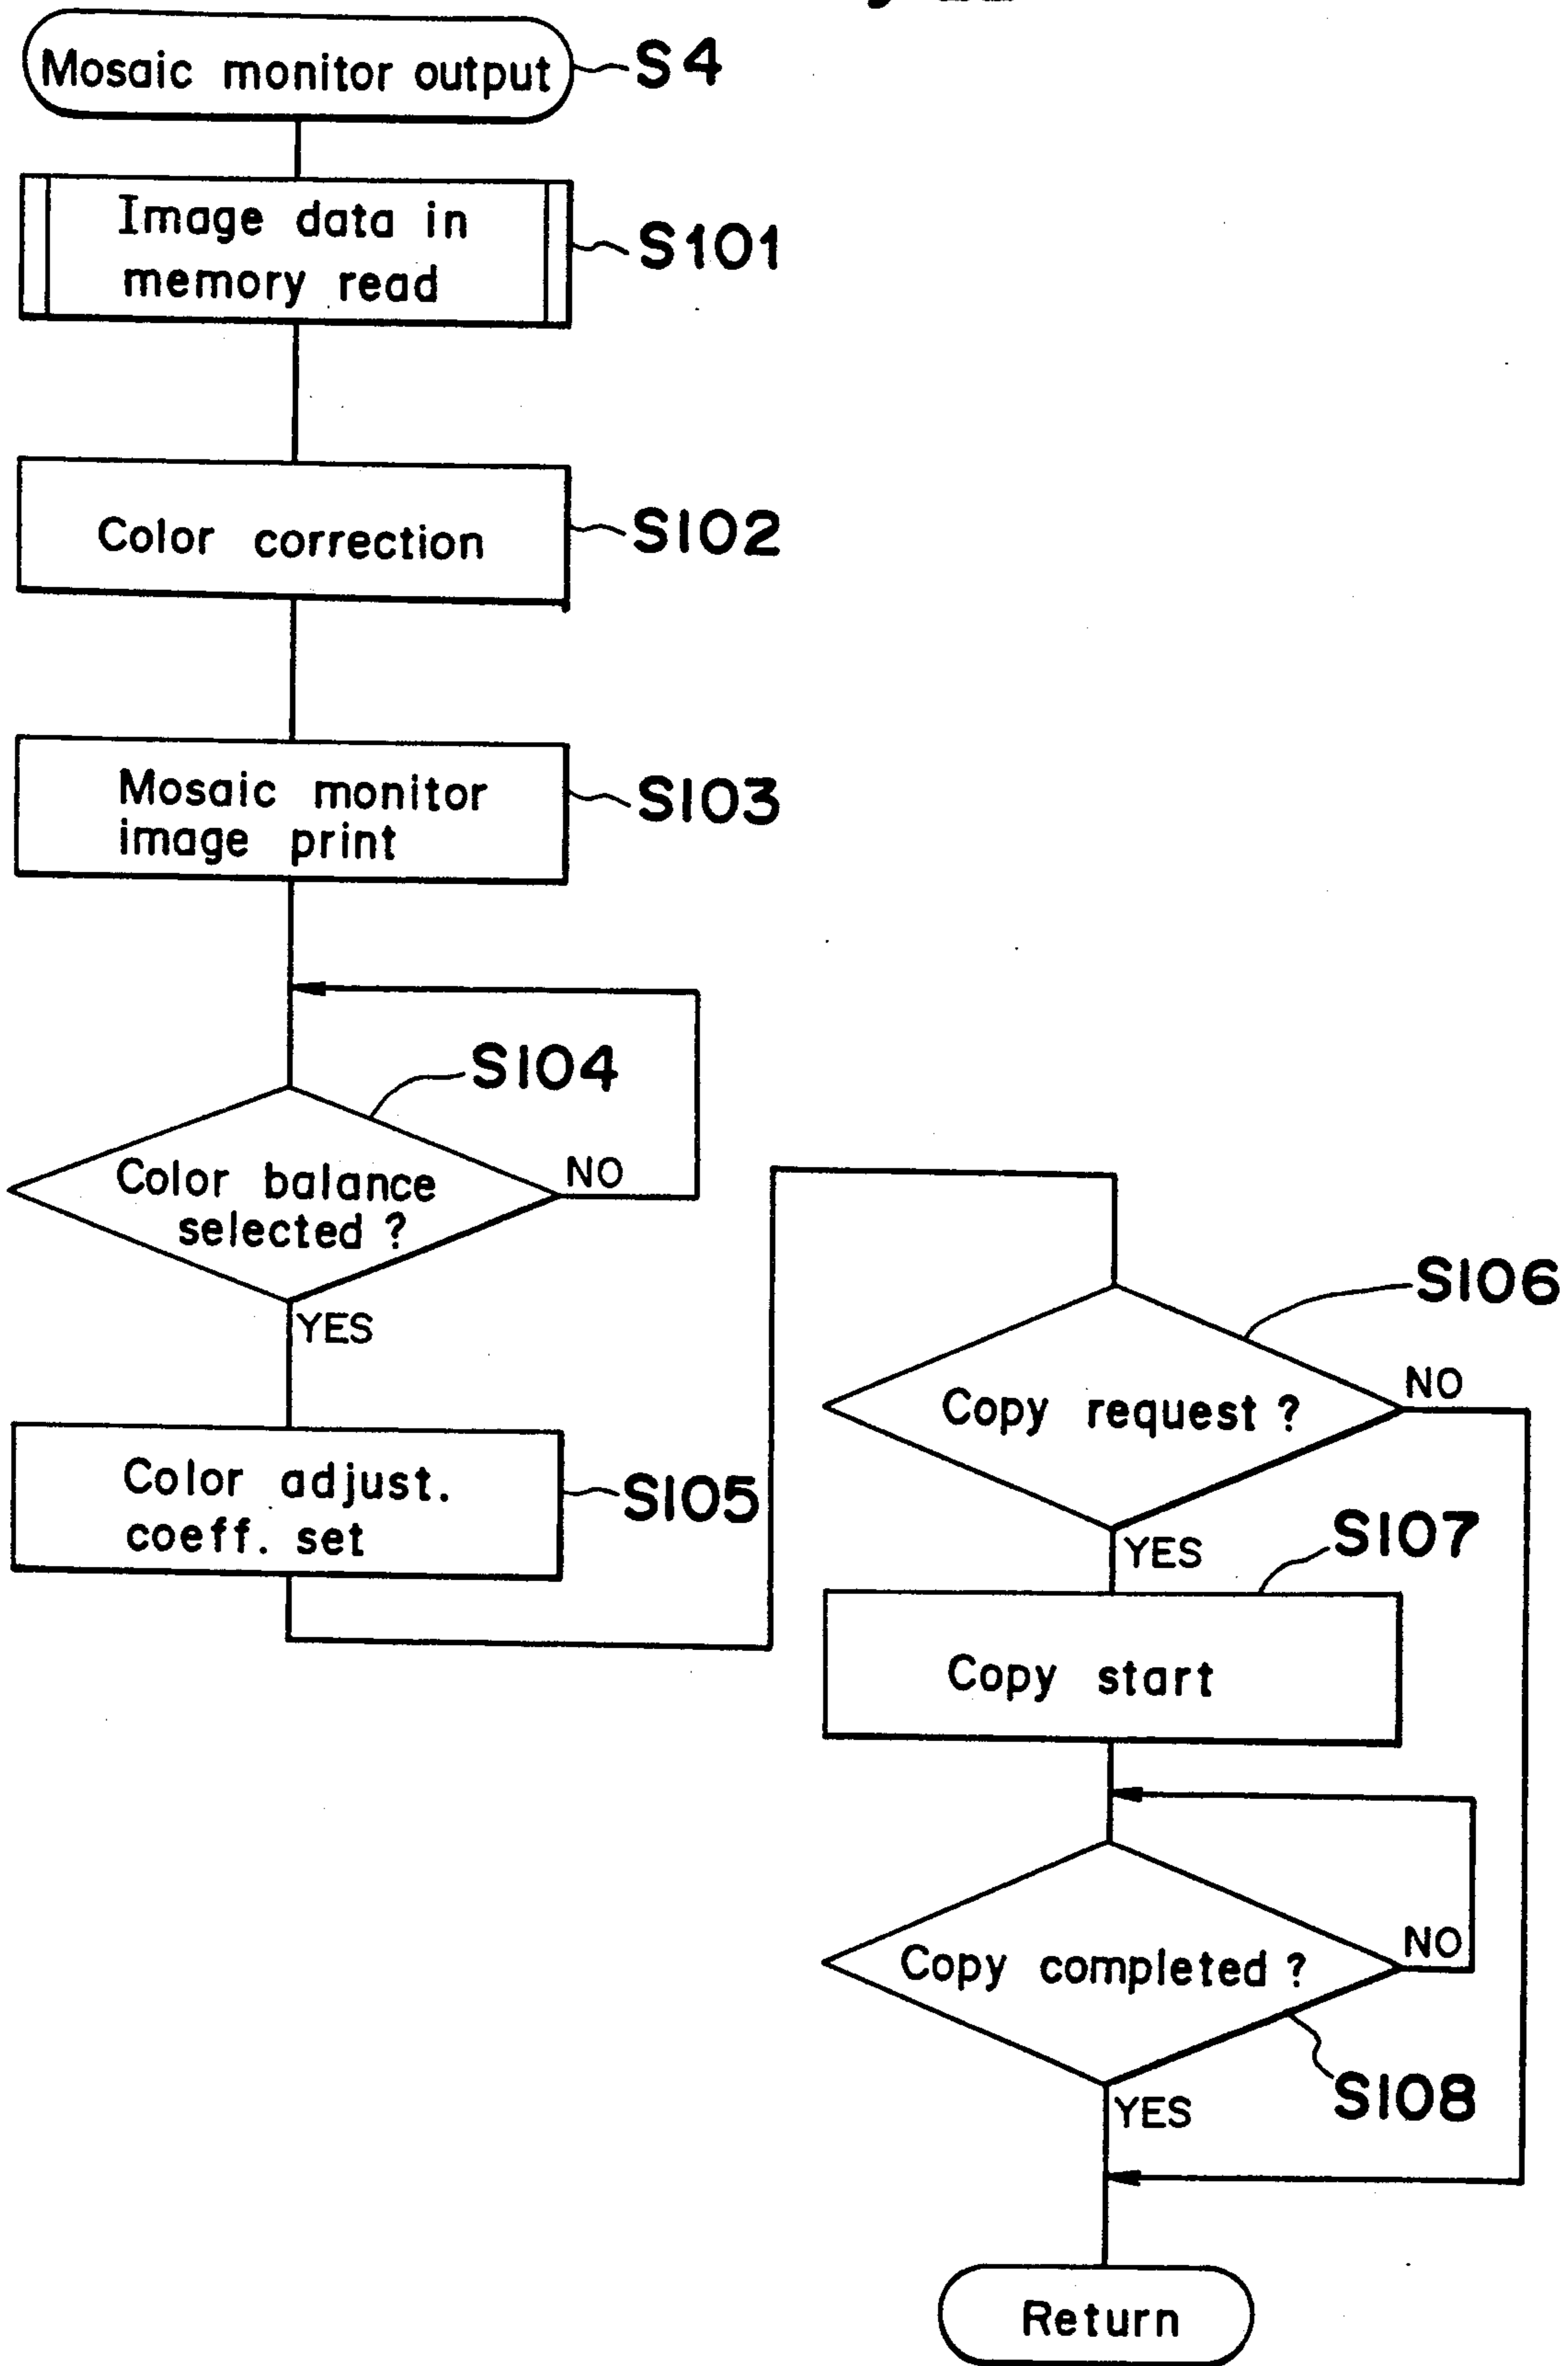 Mosaic monitor output
S4
Image data in
memory read
S101
Color correction
S102
Mosaic monitor
image print
S103
S104
Color balance
selected ?
NO
YES
Color adjust.
coeff. set
S105
S106
Copy request ?
NO
YES
S107
Copy start
Copy completed ?
NO
S108
YES
Return